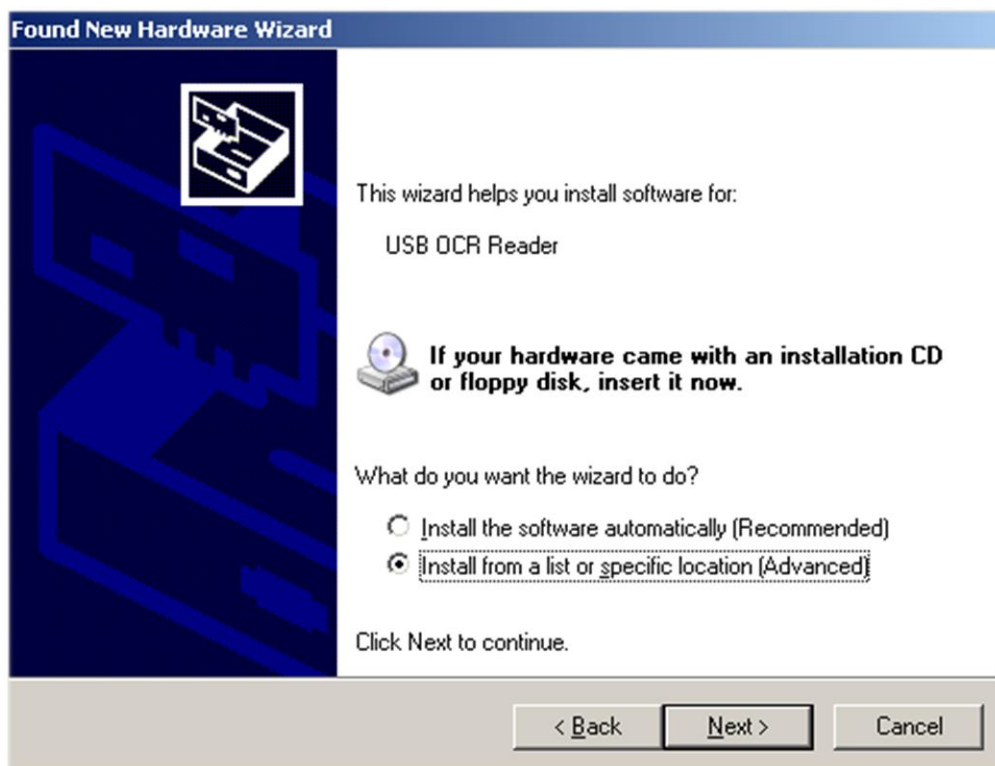 Found New Hardware Wizard
This wizard helps you install software for:
USB OCR Reader
If your hardware came with an installation CD
or floppy disk, insert it now.
What do you want the wizard to do?
Install the software automatically (Recommended)
Install from a list or specific location (Advanced)
Click Next to continue.
< Back
Next >
Cancel